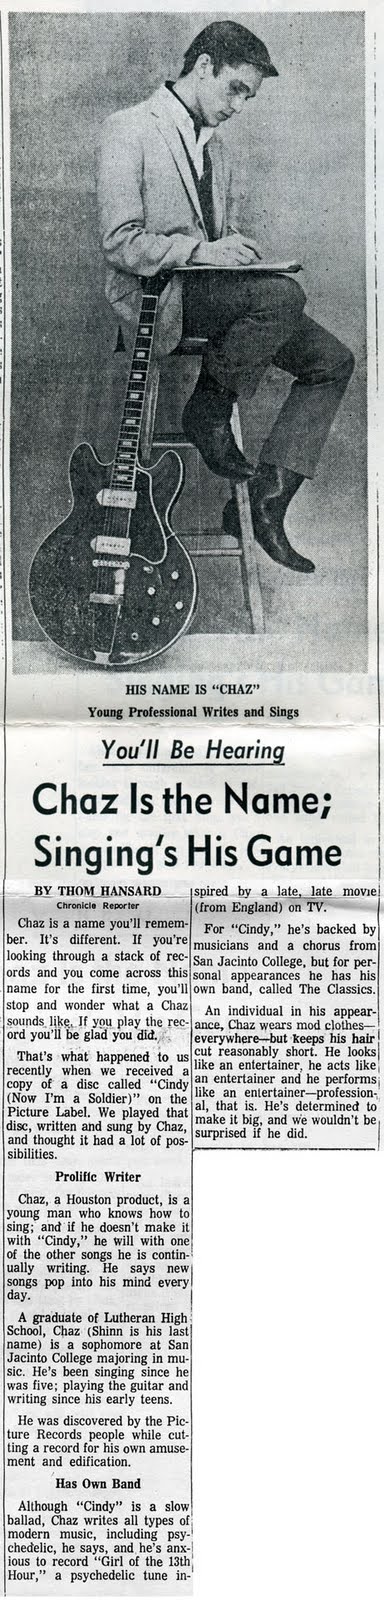 HIS NAME IS "CHAZ"
Young Professional Writes and Sings
You'll Be Hearing
Chaz Is the Name;
Singing's His Game
BY THOM HANSARD
Chronicle Reporter
Chaz is a name you'll remem-
ber. It's different. If you're
looking through a stack of rec-
ords and you come across this
name for the first time, you'll
stop and wonder what a Chaz
sounds like. If you play the rec-
ord you'll be glad you did.
That's what happened to us
recently when we received a
copy of a disc called "Cindy
(Now I'm a Soldier)" on the
Picture Label. We played that
disc, written and sung by Chaz,
and thought it had a lot of pos-
sibilities.
Prolific Writer
Chaz, a Houston product, is a
young man who knows how to
sing; and if he doesn't make it
with "Cindy," he will with one
of the other songs he is contin-
ually writing. He says new
songs pop into his mind every
day.
A graduate of Lutheran High
School, Chaz (Shinn is his last
name) is a sophomore at San
Jacinto College majoring in mu-
sic. He's been singing since he
was five; playing the guitar and
writing since his early teens.
He was discovered by the Pic-
ture Records people while cut-
ting a record for his own amuse-
ment and edification.
Has Own Band
Although "Cindy" is a slow
ballad, Chaz writes all types of
modern music, including psy-
chedelic, he says, and he's anx-
ious to record "Girl of the 13th
Hour," a psychedelic tune in-
spired by a late, late movie
(from England) on TV.
For "Cindy," he's backed by
musicians and a chorus from
San Jacinto College, but for per-
sonal appearances he has his
own band, called The Classics.
An individual in his appear-
ance, Chaz wears mod clothes—
everywhere—but keeps his hair
cut reasonably short. He looks
like an entertainer, he acts like
an entertainer and he performs
like an entertainer—profession-
al, that is. He's determined to
make it big, and we wouldn't be
surprised if he did.